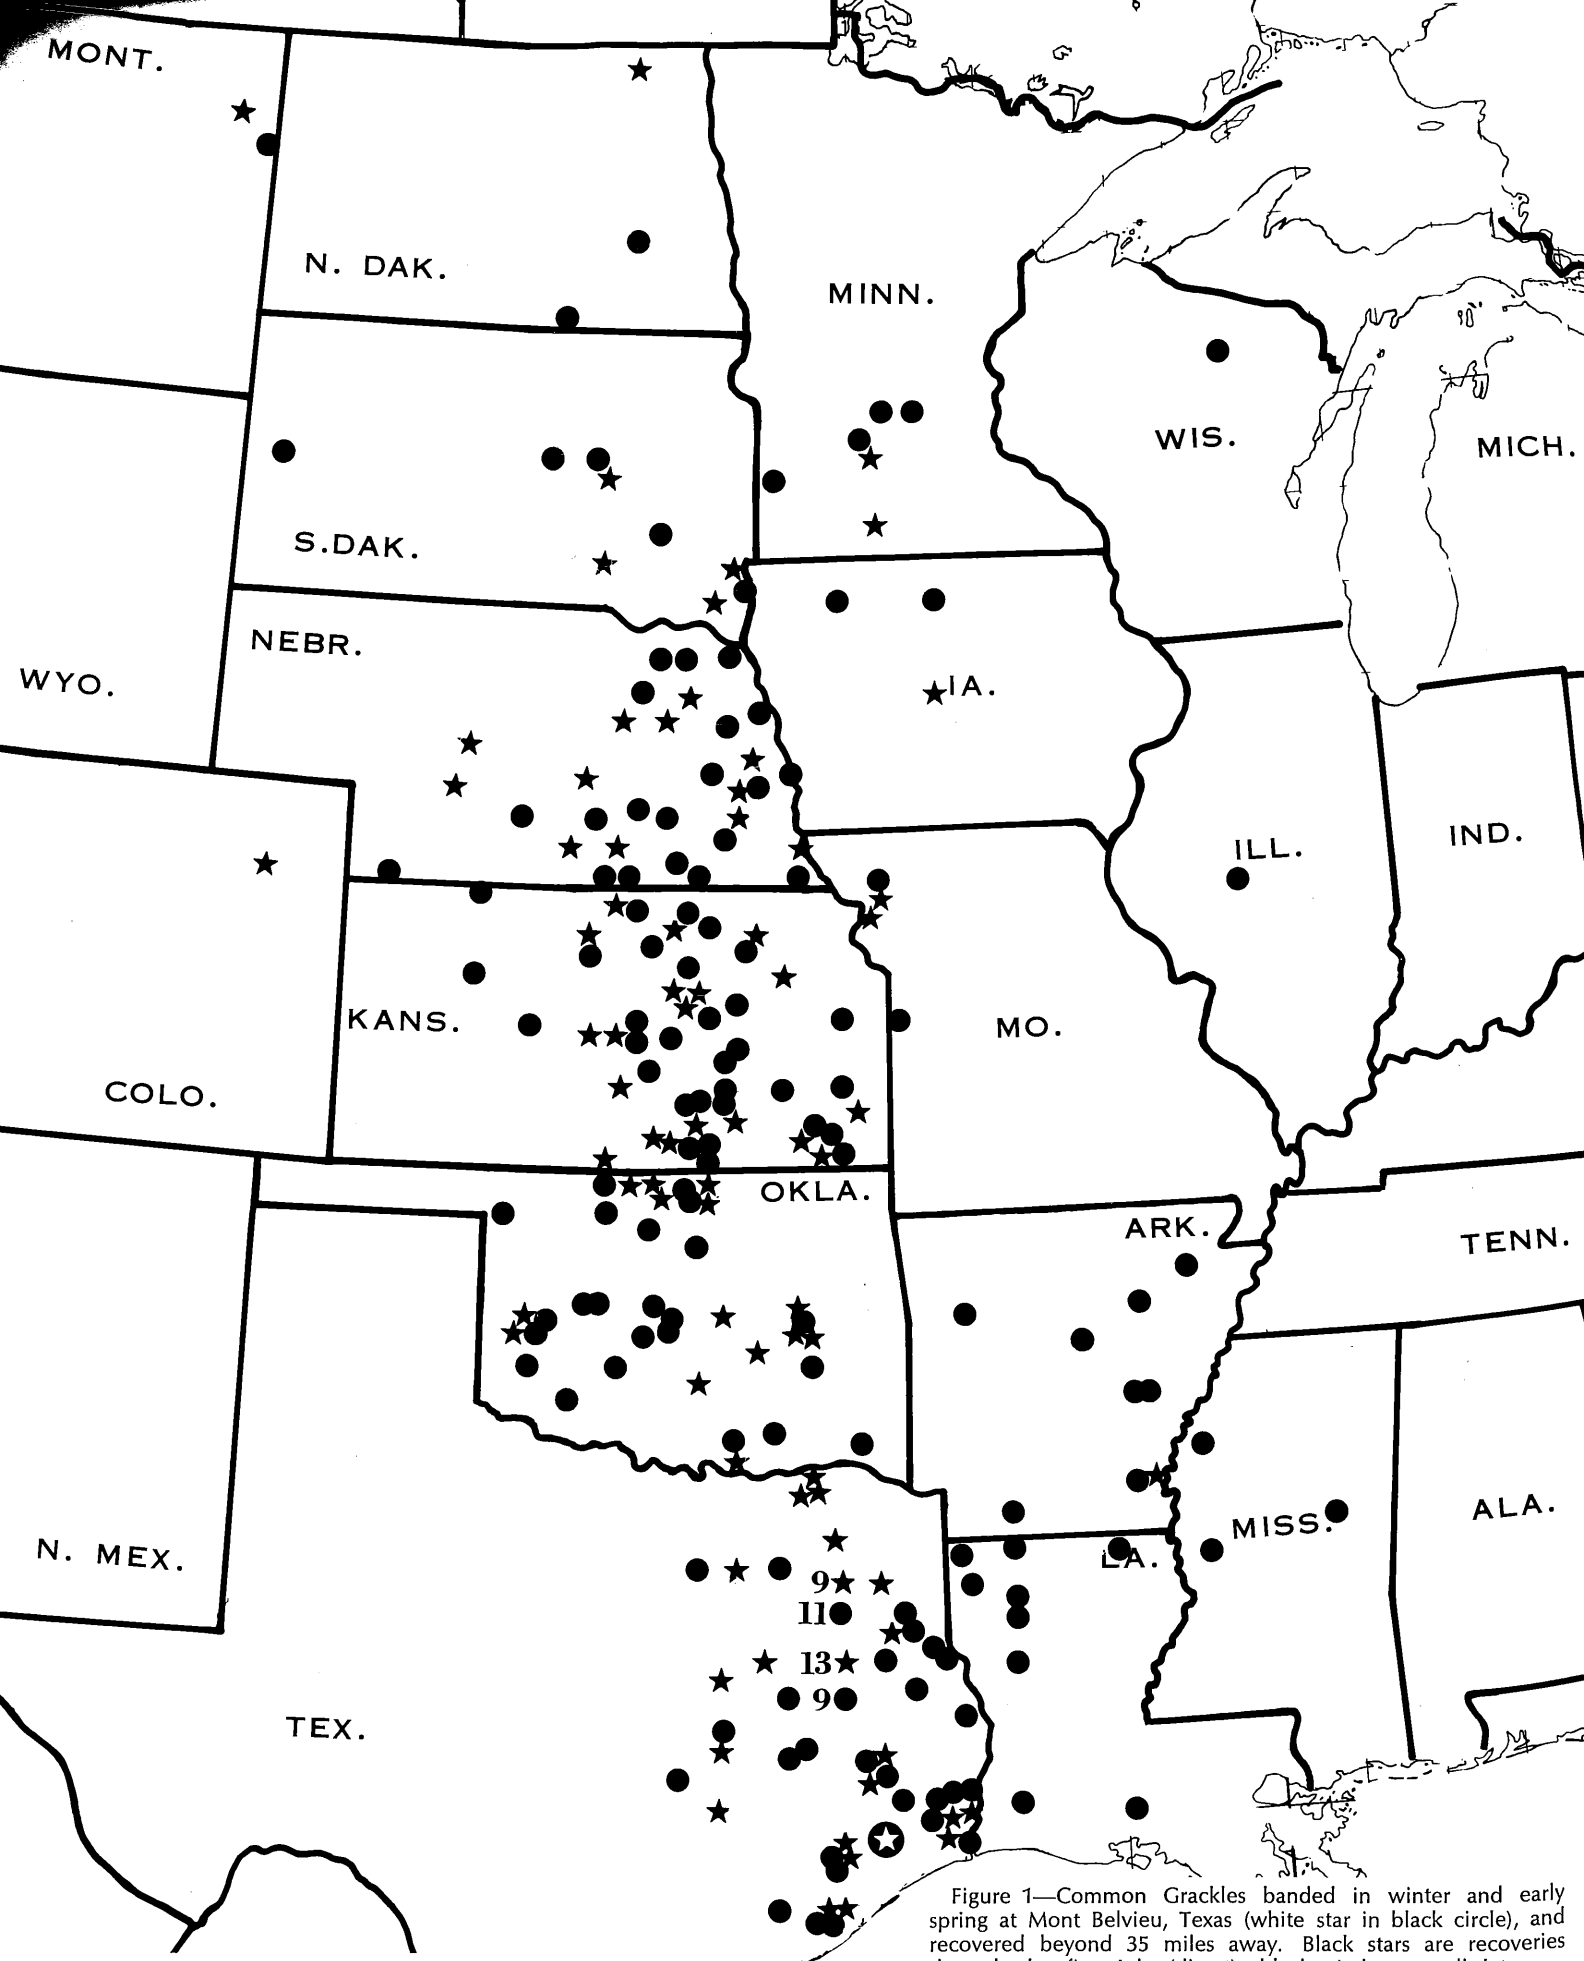 MONT.
N. DAK.
MINN.
WIS.
MICH.
S.DAK.
NEBR.
WYO.
IA.
ILL.
IND.
KANS.
MO.
COLO.
OKLA.
ARK.
TENN.
MISS.
ALA.
N. MEX.
LA.
9
11
13
9
TEX.
Figure 1—Common Grackles banded in winter and early
spring at Mont Belvieu, Texas (white star in black circle), and
recovered beyond 35 miles away. Black stars are recoveries